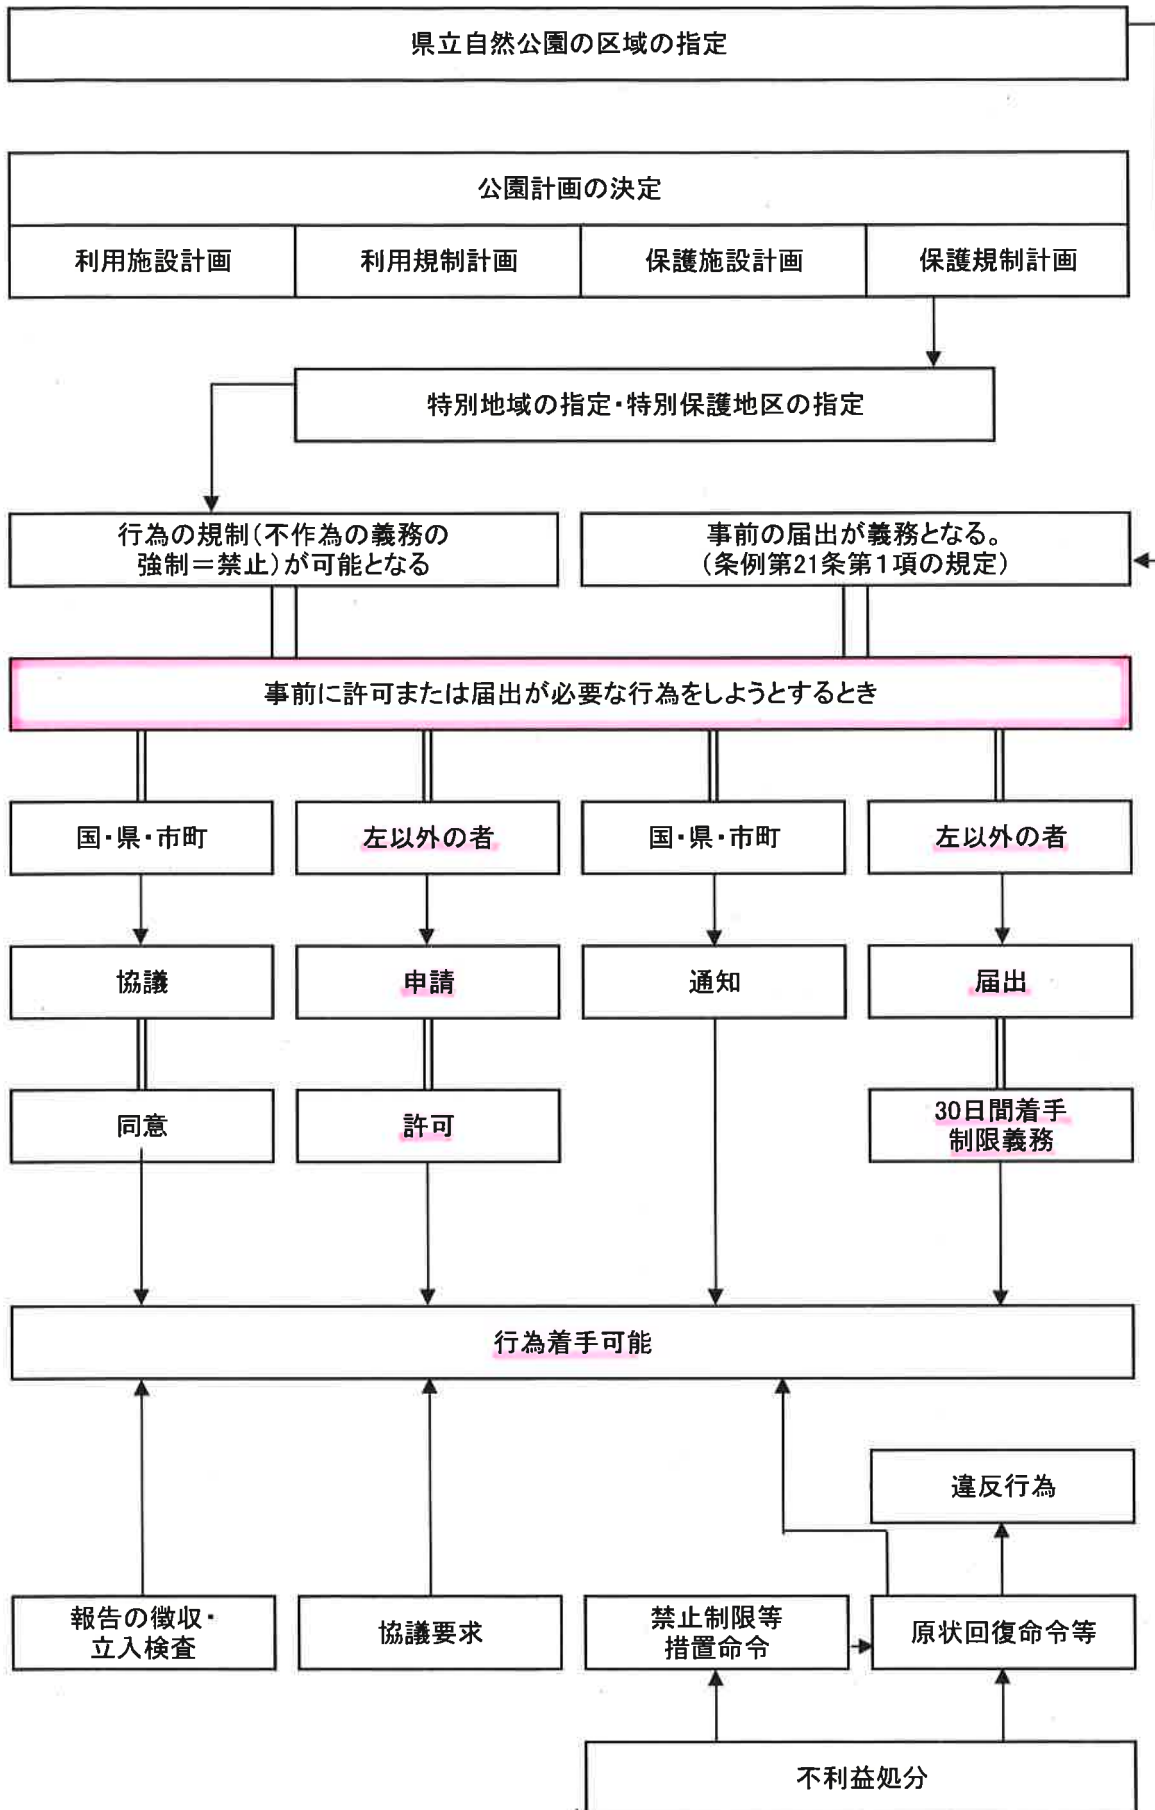 県立自然公園の区域の指定
公園計画の決定
利用施設計画
利用規制計画
保護施設計画
保護規制計画
特別地域の指定・特別保護地区の指定
行為の規制(不作為の義務の
強制=禁止)が可能となる
事前の届出が義務となる。
(条例第21条第1項の規定)
事前に許可または届出が必要な行為をしようとするとき
国・県・市町
左以外の者
国・県・市町
左以外の者
協議
申請
通知
届出
同意
許可
30日間着手
制限義務
行為着手可能
違反行為
報告の徴収・
立入検査
協議要求
禁止制限等
措置命令
原状回復命令等
不利益処分